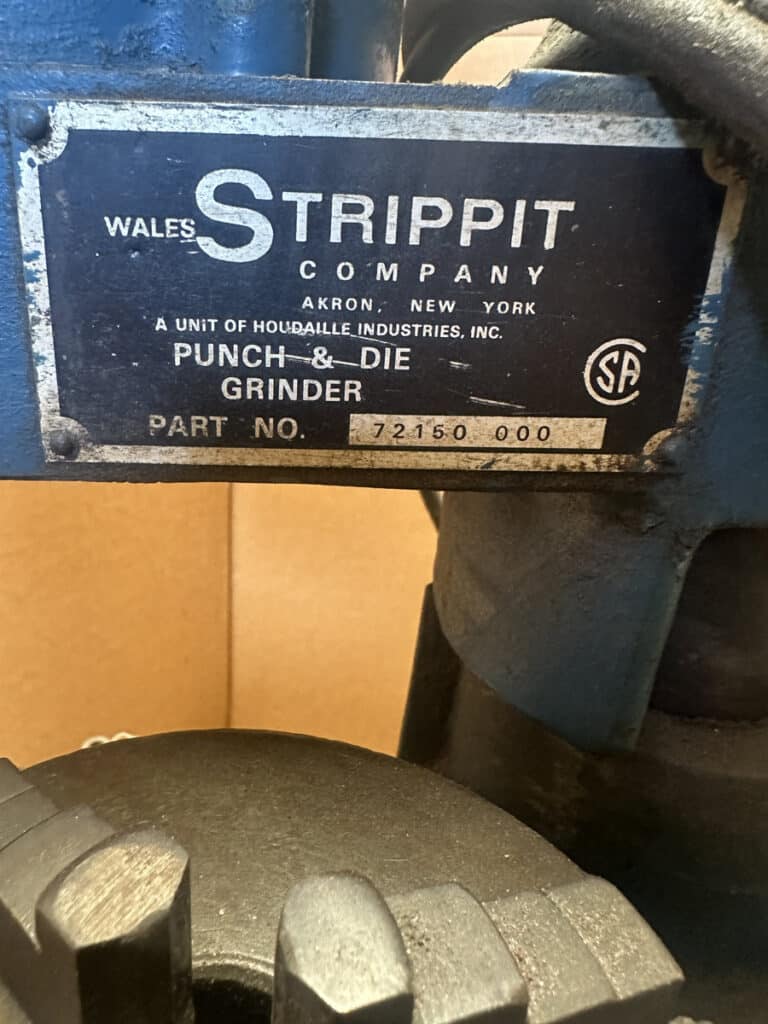 WALES STRIPPIT
COMPANY
AKRON, NEW YORK
A UNIT OF HOUDAILLE INDUSTRIES, INC.
PUNCH & DIE
GRINDER
SA
PART NO. 72150 000